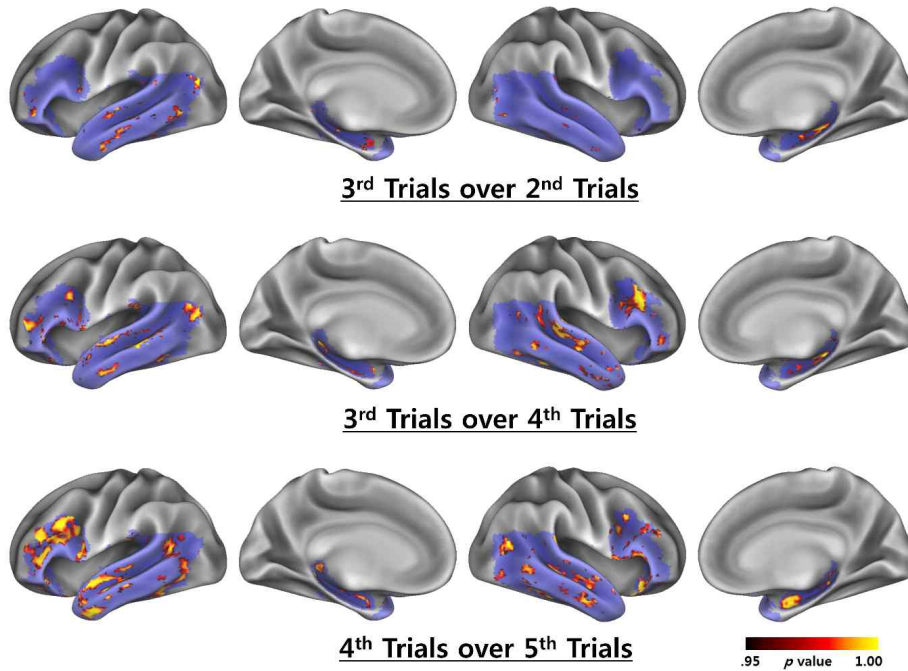 3rd Trials over 2nd Trials
3rd Trials over 4th Trials
4th Trials over 5th Trials
.95 p value 1.00